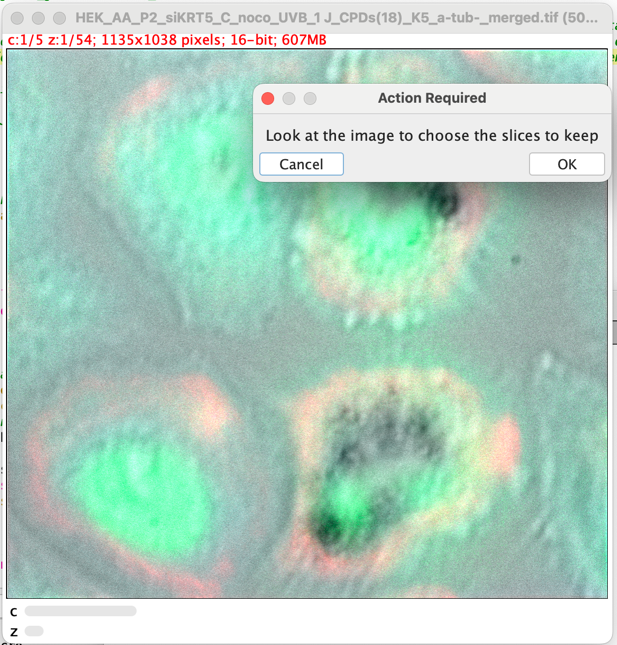 HEK_AA_P2_siKRT5_C_noco_UVB_1 J_CPDs(18)_K5_a-tub-_merged.tif (50...
c:1/5 z:1/54; 1135x1038 pixels; 16-bit; 607MB
Action Required
Look at the image to choose the slices to keep
Cancel
OK
C
Z